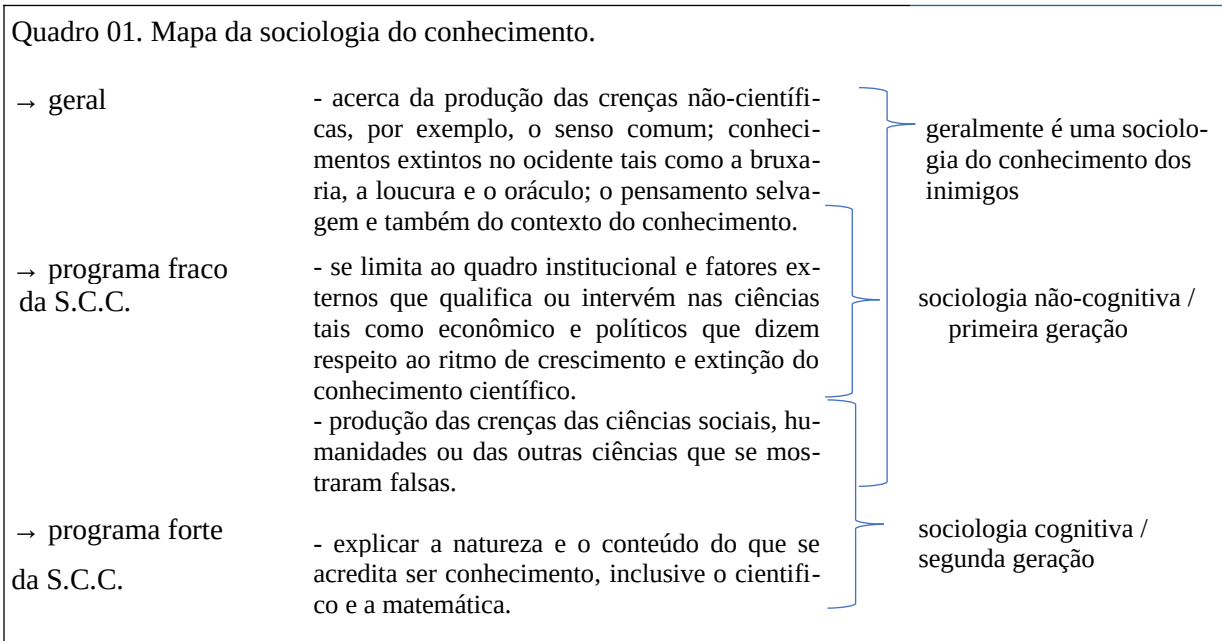 Quadro 01. Mapa da sociologia do conhecimento.
→ geral
- acerca da produção das crenças não-científi-
cas, por exemplo, o senso comum; conheci-
mentos extintos no ocidente tais como a bruxa-
ria, a loucura e o oráculo; o pensamento selva-
gem e também do contexto do conhecimento.
geralmente é uma sociolo-
gia do conhecimento dos
inimigos
→ programa fraco
da S.C.C.
- se limita ao quadro institucional e fatores ex-
ternos que qualifica ou intervém nas ciências
tais como econômico e políticos que dizem
respeito ao ritmo de crescimento e extinção do
conhecimento científico.
- produção das crenças das ciências sociais, hu-
manidades ou das outras ciências que se mos-
traram falsas.
sociologia não-cognitiva /
primeira geração
→ programa forte
da S.C.C.
- explicar a natureza e o conteúdo do que se
acredita ser conhecimento, inclusive o cientifi-
co e a matemática.
sociologia cognitiva /
segunda geração